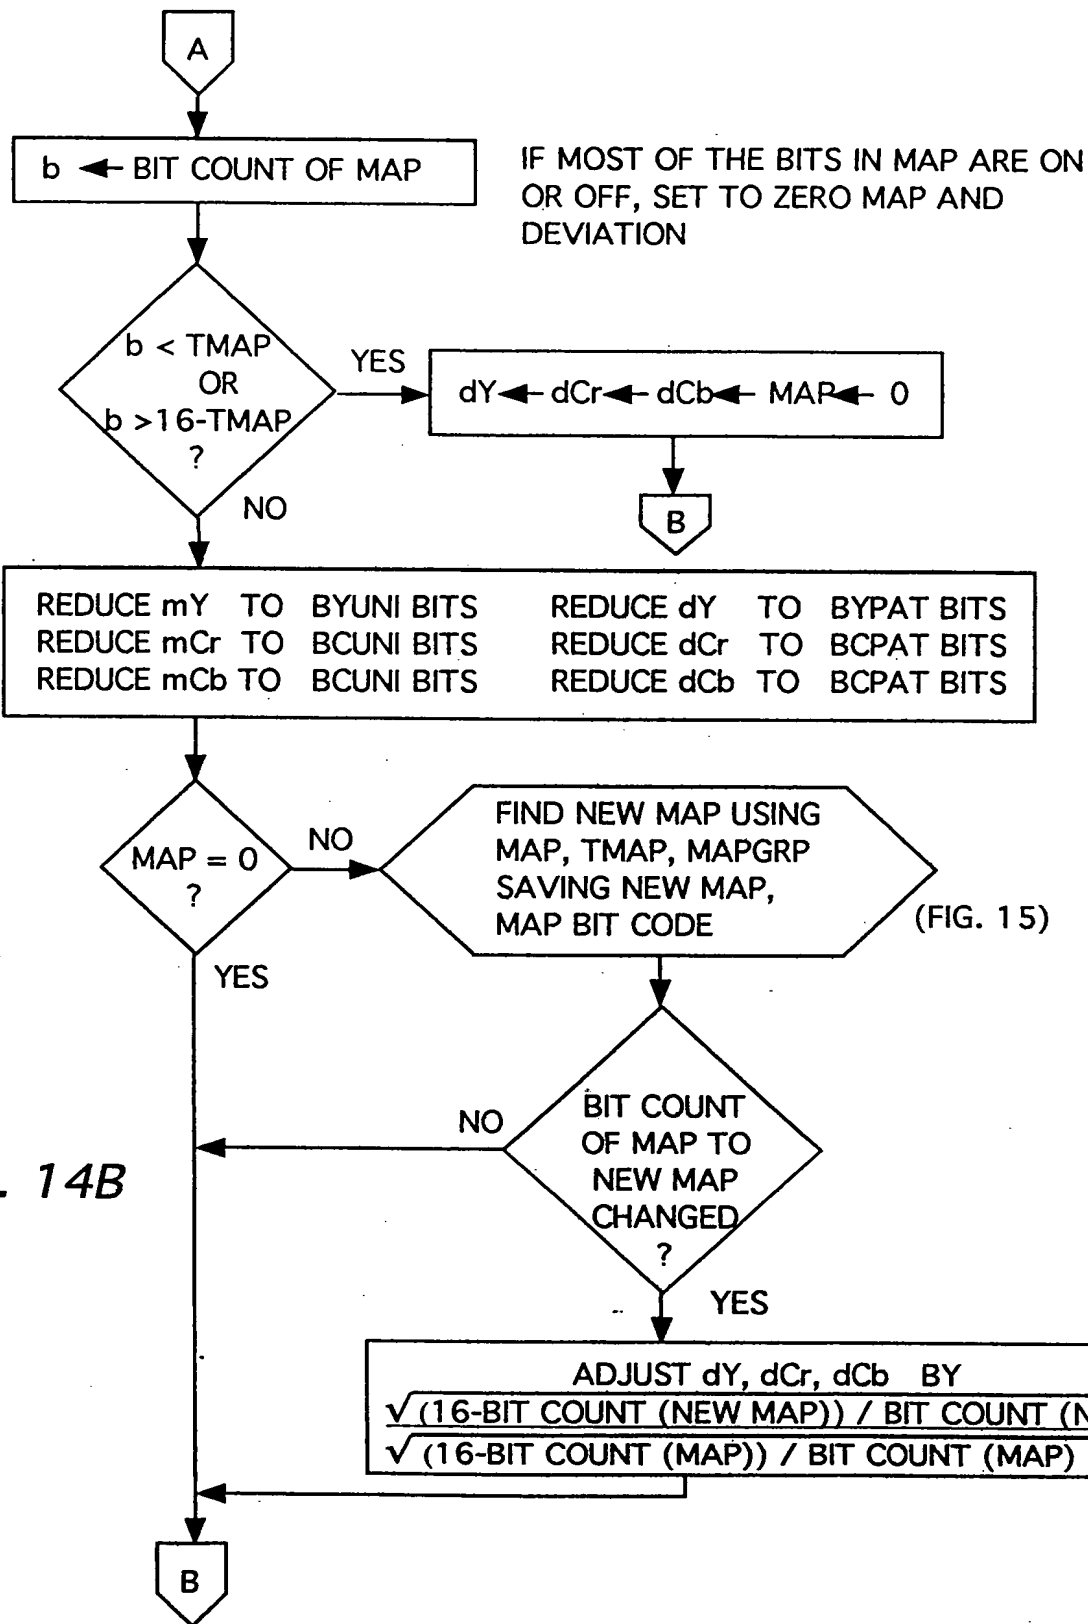 A
b ← BIT COUNT OF MAP
IF MOST OF THE BITS IN MAP ARE ON
OR OFF, SET TO ZERO MAP AND
DEVIATION
b < TMAP
OR
b >16-TMAP
?
YES
dY ← dCr ← dCb ← MAP ← 0
B
NO
REDUCE mY TO BYUNI BITS REDUCE dY TO BYPAT BITS
REDUCE mCr TO BCUNI BITS REDUCE dCr TO BCPAT BITS
REDUCE mCb TO BCUNI BITS REDUCE dCb TO BCPAT BITS
MAP = 0
?
NO
FIND NEW MAP USING
MAP, TMAP, MAPGRP
SAVING NEW MAP,
MAP BIT CODE
(FIG. 15)
YES
BIT COUNT
OF MAP TO
NEW MAP
CHANGED
?
NO
. 14B
YES
ADJUST dY, dCr, dCb BY
√(16-BIT COUNT (NEW MAP)) / BIT COUNT (
√(16-BIT COUNT (MAP)) / BIT COUNT (MAP)
B